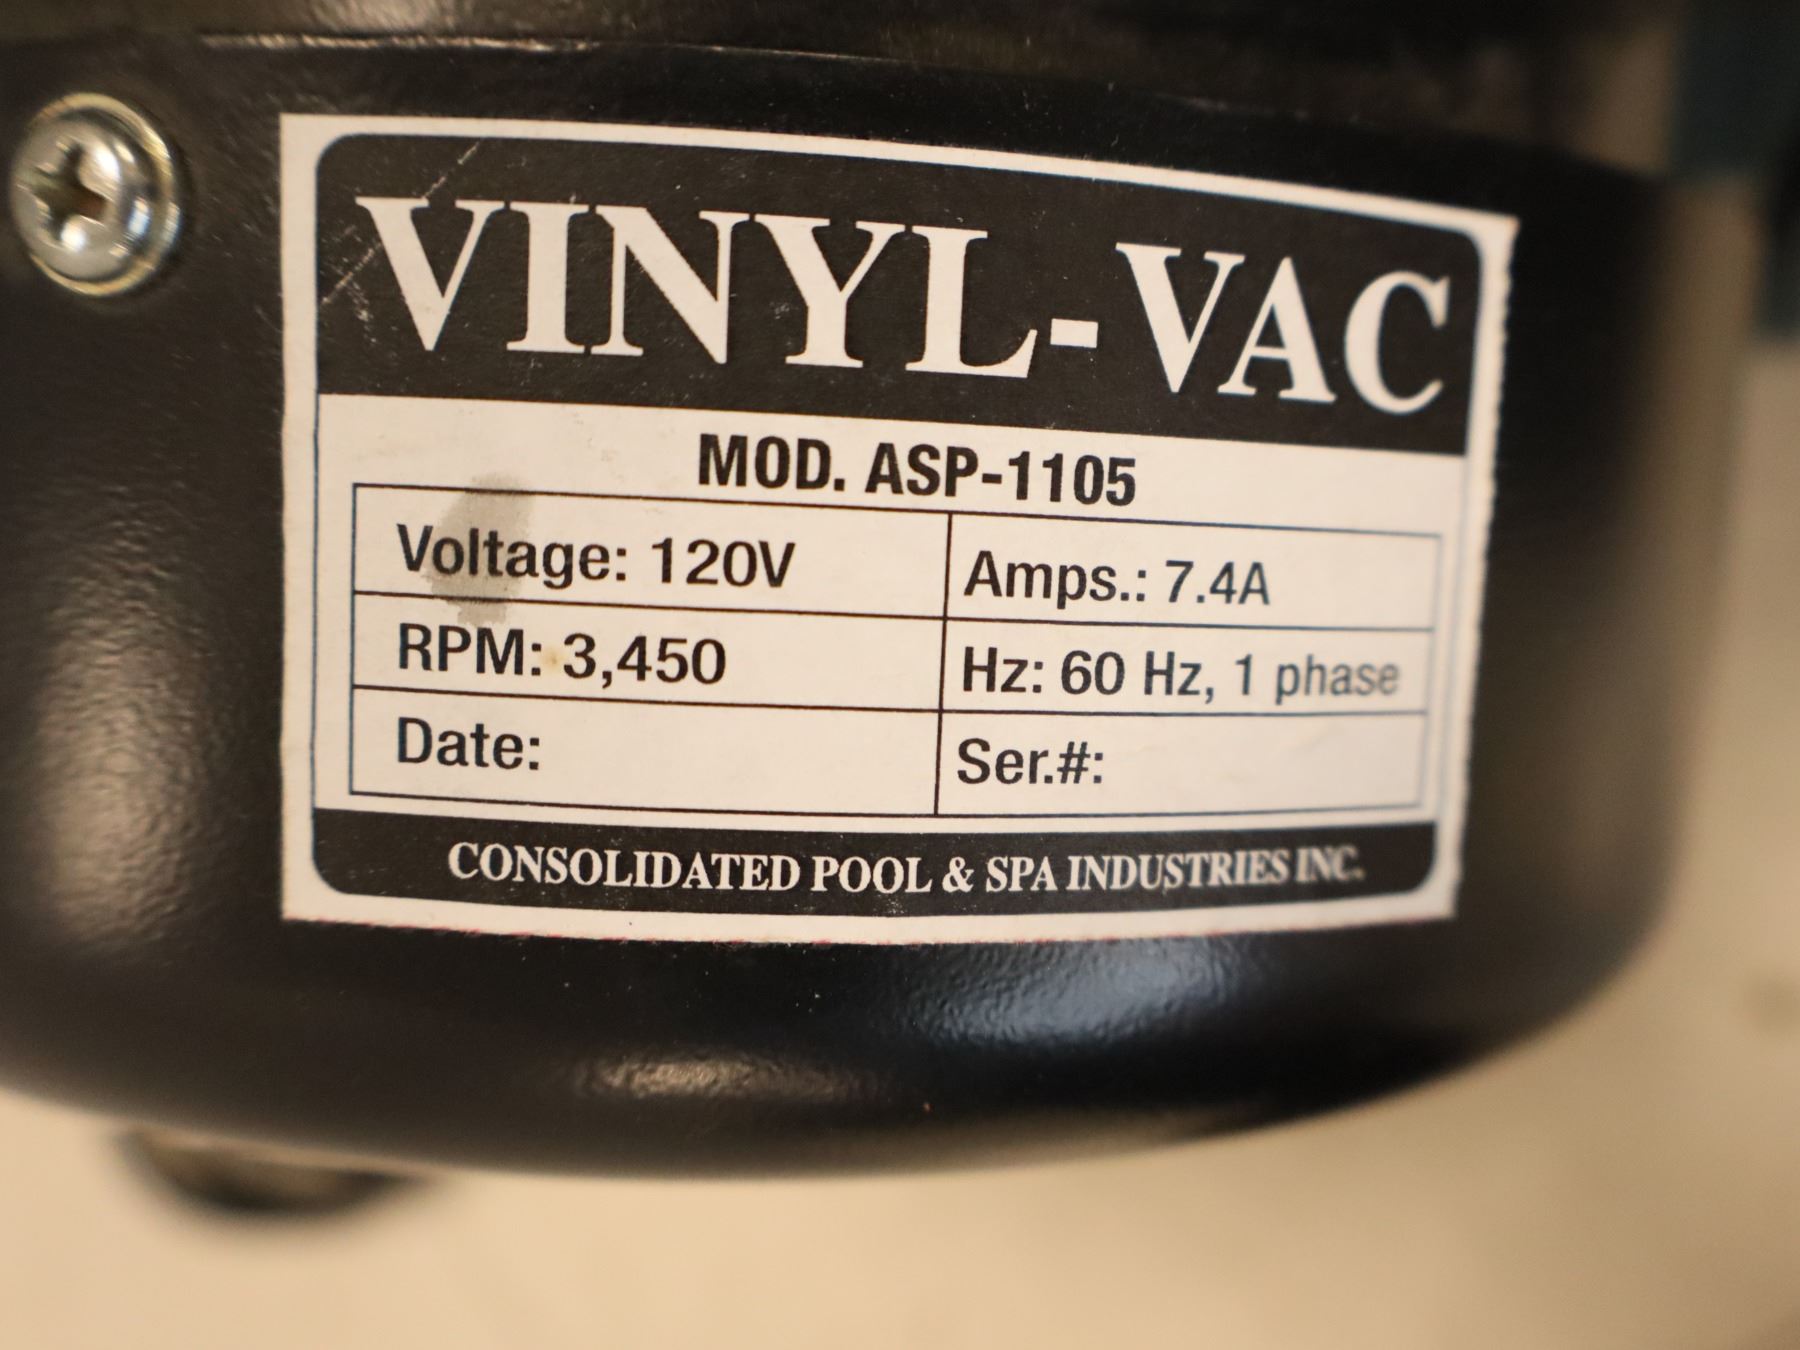 VINYL-VAC
MOD. ASP-1105
Voltage: 120V
Amps.: 7.4A
RPM: 3,450
Hz: 60 Hz, 1 phase
Date:
Ser.#:
CONSOLIDATED POOL & SPA INDUSTRIES INC.